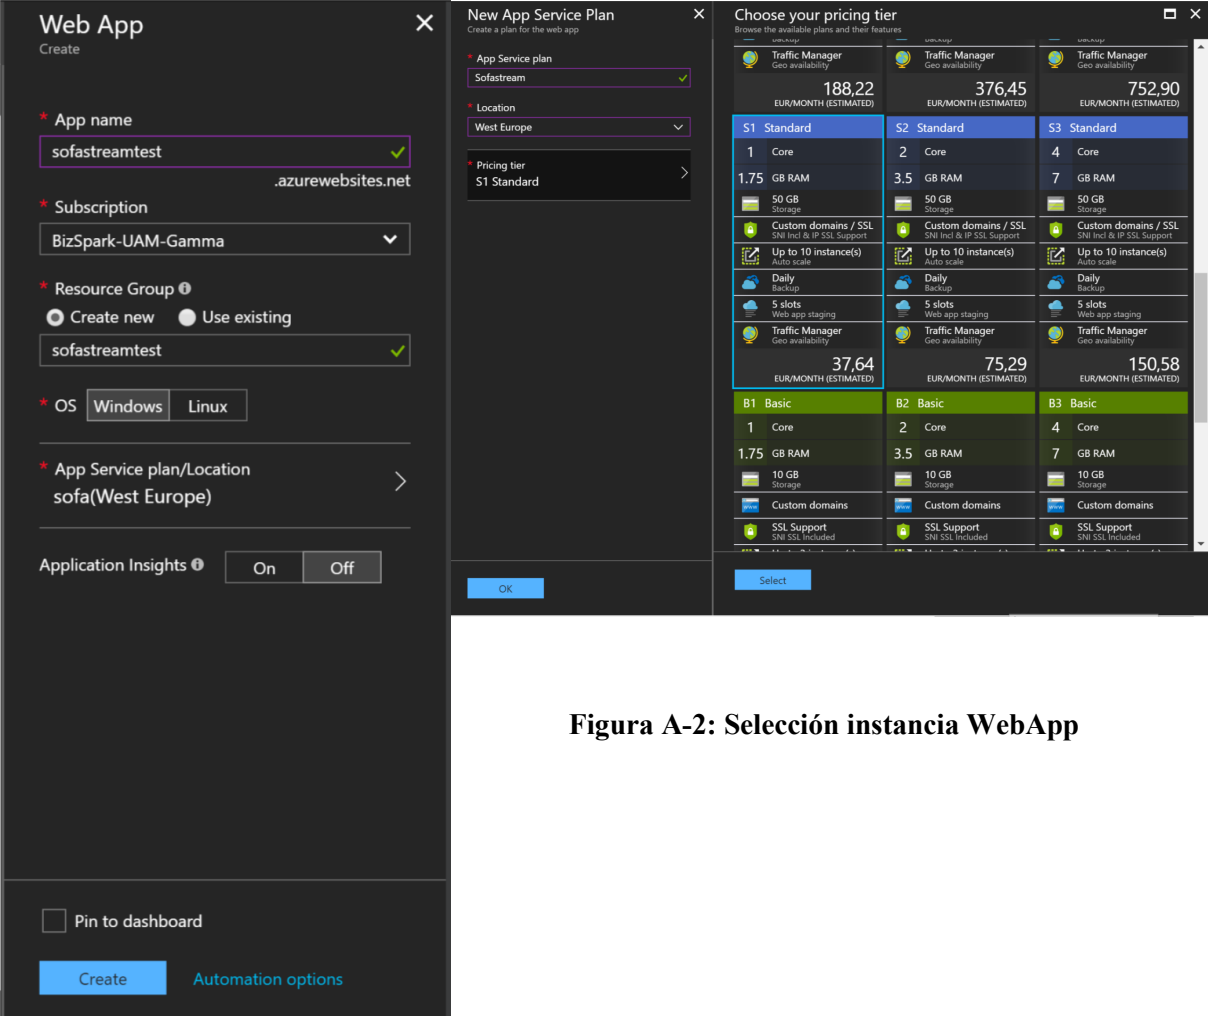 Web App
Create
* App name
sofastreamtest
.azurewebsites.net
* Subscription
BizSpark-UAM-Gamma
* Resource Group
Create new Use existing
sofastreamtest
* OS Windows Linux
* App Service plan/Location
sofa(West Europe)
Application Insights On Off
Pin to dashboard
Create Automation options
New App Service Plan
Create a plan for the web app
* App Service plan
Sofastream
* Location
West Europe
* Pricing tier
S1 Standard
OK
Choose your pricing tier
Browse the available plans and their features
Backup Backup
Traffic Manager Traffic Manager Traffic Manager
Geo availability Geo availability Geo availability
188,22 376,45 752,90
EUR/MONTH (ESTIMATED) EUR/MONTH (ESTIMATED) EUR/MONTH (ESTIMATED)
S1 Standard S2 Standard S3 Standard
1 Core 2 Core 4 Core
1.75 GB RAM 3.5 GB RAM 7 GB RAM
50 GB 50 GB 50 GB
Storage Storage Storage
Custom domains / SSL Custom domains / SSL Custom domains / SSL
SNI Incl & IP SSL Support SNI Incl & IP SSL Support SNI Incl & IP SSL Support
Up to 10 instance(s) Up to 10 instance(s) Up to 10 instance(s)
Auto scale Auto scale Auto scale
Daily Daily Daily
Backup Backup Backup
5 slots 5 slots 5 slots
Web app staging Web app staging Web app staging
Traffic Manager Traffic Manager Traffic Manager
Geo availability Geo availability Geo availability
37,64 75,29 150,58
EUR/MONTH (ESTIMATED) EUR/MONTH (ESTIMATED) EUR/MONTH (ESTIMATED)
B1 Basic B2 Basic B3 Basic
1 Core 2 Core 4 Core
1.75 GB RAM 3.5 GB RAM 7 GB RAM
10 GB 10 GB 10 GB
Storage Storage Storage
Custom domains Custom domains Custom domains
SSL Support SSL Support SSL Support
SNI SSL Included SNI SSL Included SNI SSL Included
Select
Figura A-2: Selección instancia WebApp